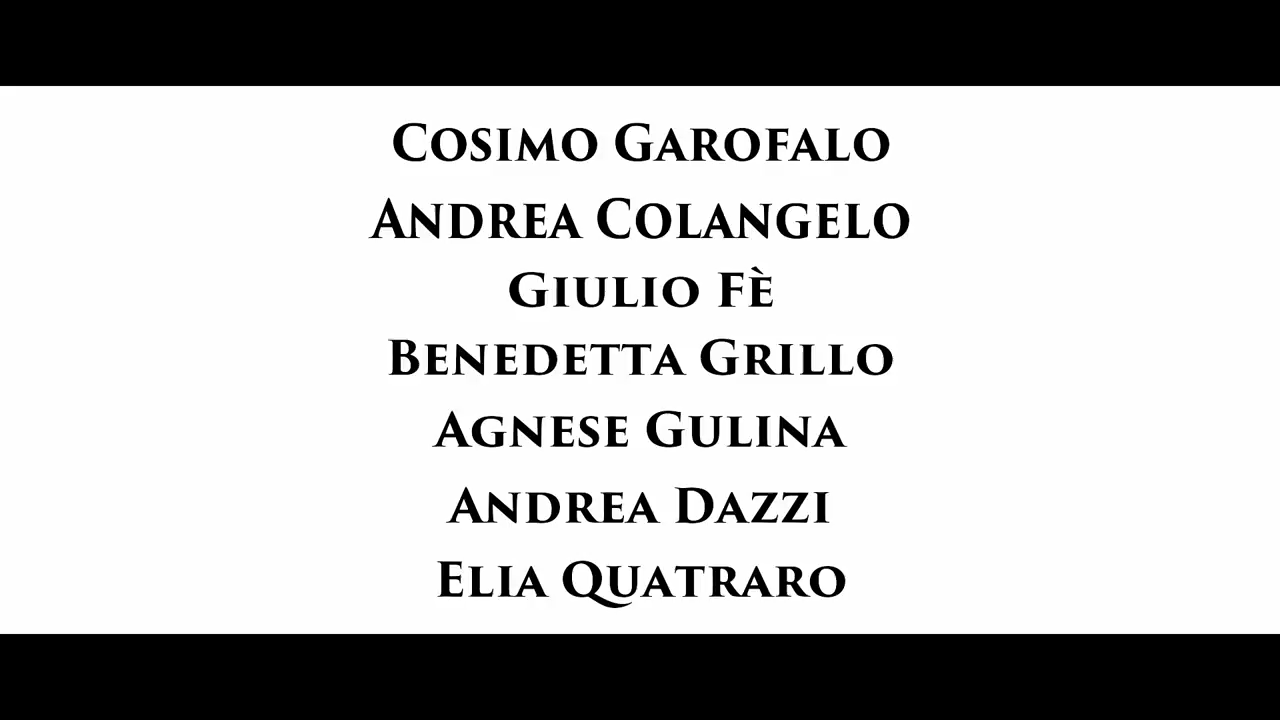 Cosimo Garofalo
Andrea Colangelo
Giulio Fè
Benedetta Grillo
Agnese Gulina
Andrea Dazzi
Elia Quatraro